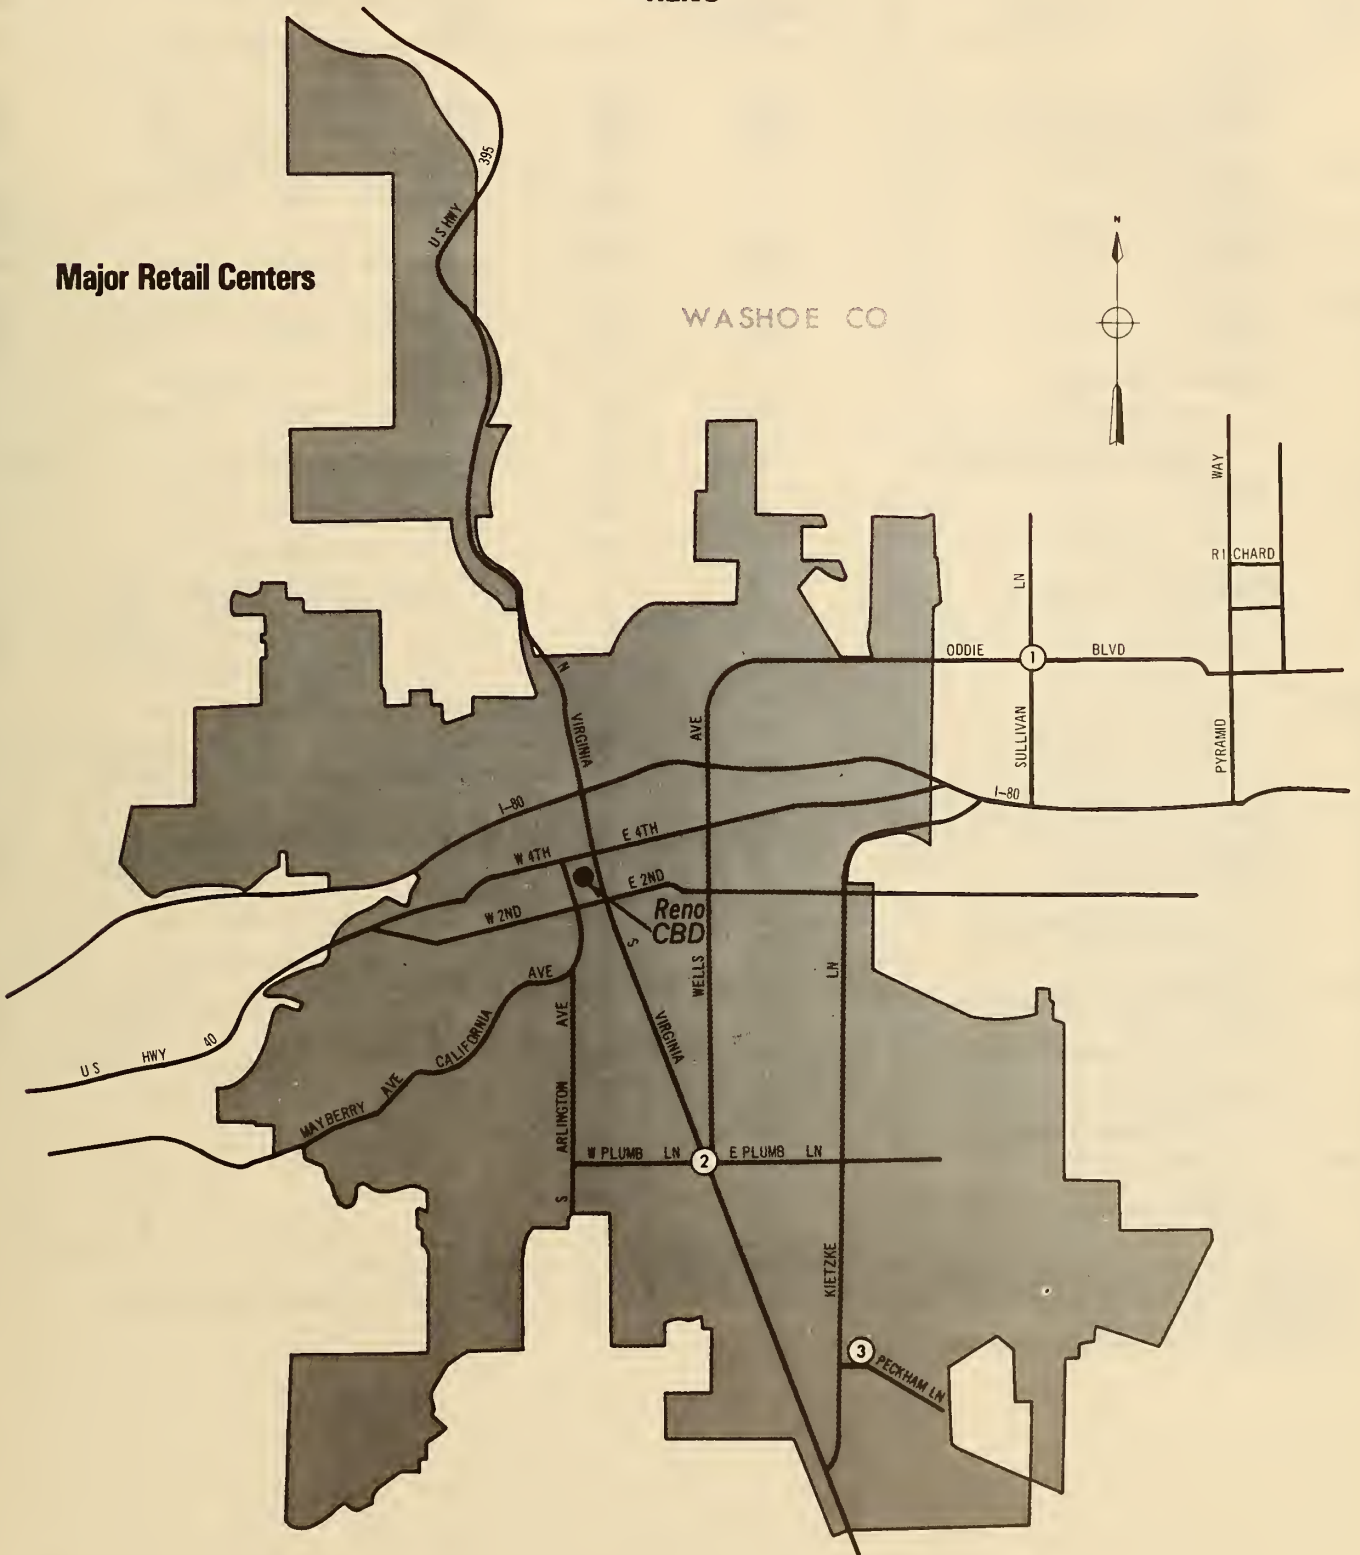 RENO
395
U S HWY
N
Major Retail Centers
WASHOE CO
WAY
RICHARD
LN
ODDIE
1
BLVD
N
VIRGINIA
AVE
SULLIVAN
PYRAMID
I-80
I-80
E 4TH
W 4TH
E 2ND
W 2ND
Reno
CBD
S
AVE
WELLS
LN
AVE
VIRGINIA
CALIFORNIA
U S HWY 40
AVE
MAYBERRY
ARLINGTON
W PLUMB LN
2
E PLUMB LN
S
KIETZKE
3
PECKHAM LN